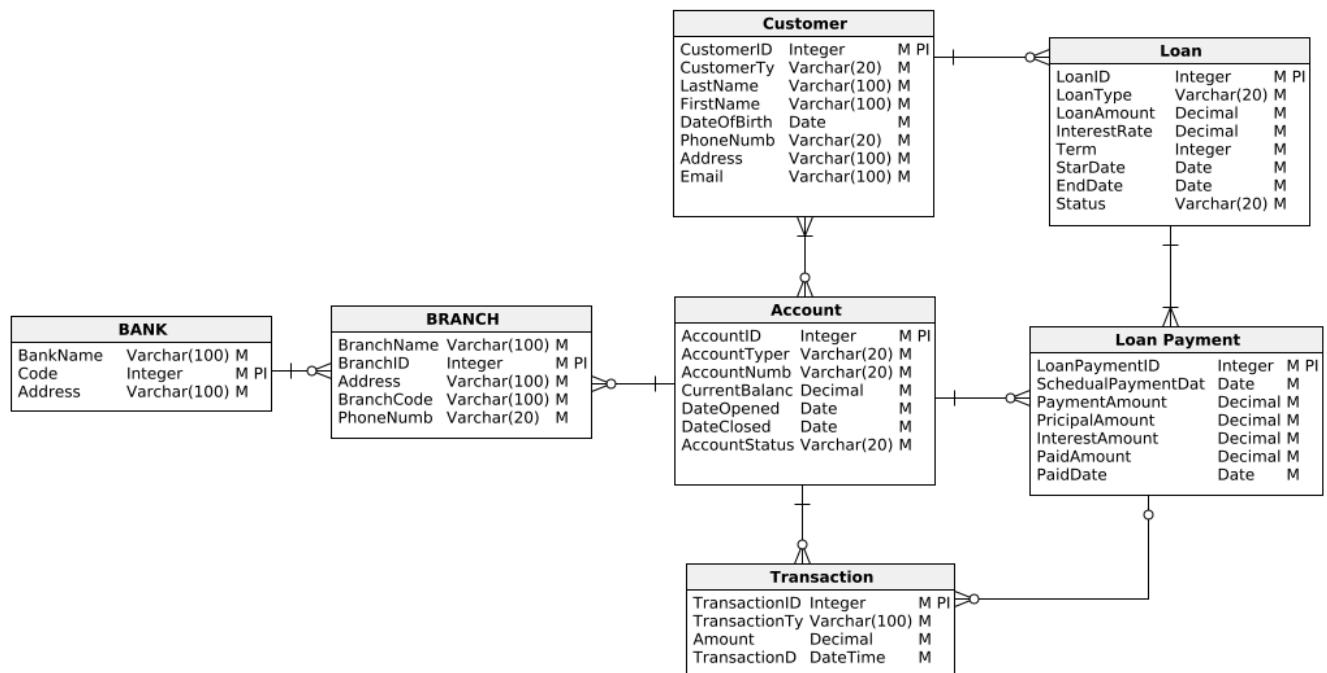 Customer
CustomerID Integer M PI
CustomerTy Varchar(20) M
LastName Varchar(100) M
FirstName Varchar(100) M
DateOfBirth Date M
PhoneNumb Varchar(20) M
Address Varchar(100) M
Email Varchar(100) M
Loan
LoanID Integer M PI
LoanType Varchar(20) M
LoanAmount Decimal M
InterestRate Decimal M
Term Integer M
StarDate Date M
EndDate Date M
Status Varchar(20) M
BANK
BankName Varchar(100) M
Code Integer M PI
Address Varchar(100) M
BRANCH
BranchName Varchar(100) M
BranchID Integer M PI
Address Varchar(100) M
BranchCode Varchar(100) M
PhoneNumb Varchar(20) M
Account
AccountID Integer M PI
AccountTyper Varchar(20) M
AccountNumb Varchar(20) M
CurrentBalanc Decimal M
DateOpened Date M
DateClosed Date M
AccountStatus Varchar(20) M
Loan Payment
LoanPaymentID Integer M PI
SchedualPaymentDat Date M
PaymentAmount Decimal M
PricipalAmount Decimal M
InterestAmount Decimal M
PaidAmount Decimal M
PaidDate Date M
Transaction
TransactionID Integer M PI
TransactionTy Varchar(100) M
Amount Decimal M
TransactionD DateTime M